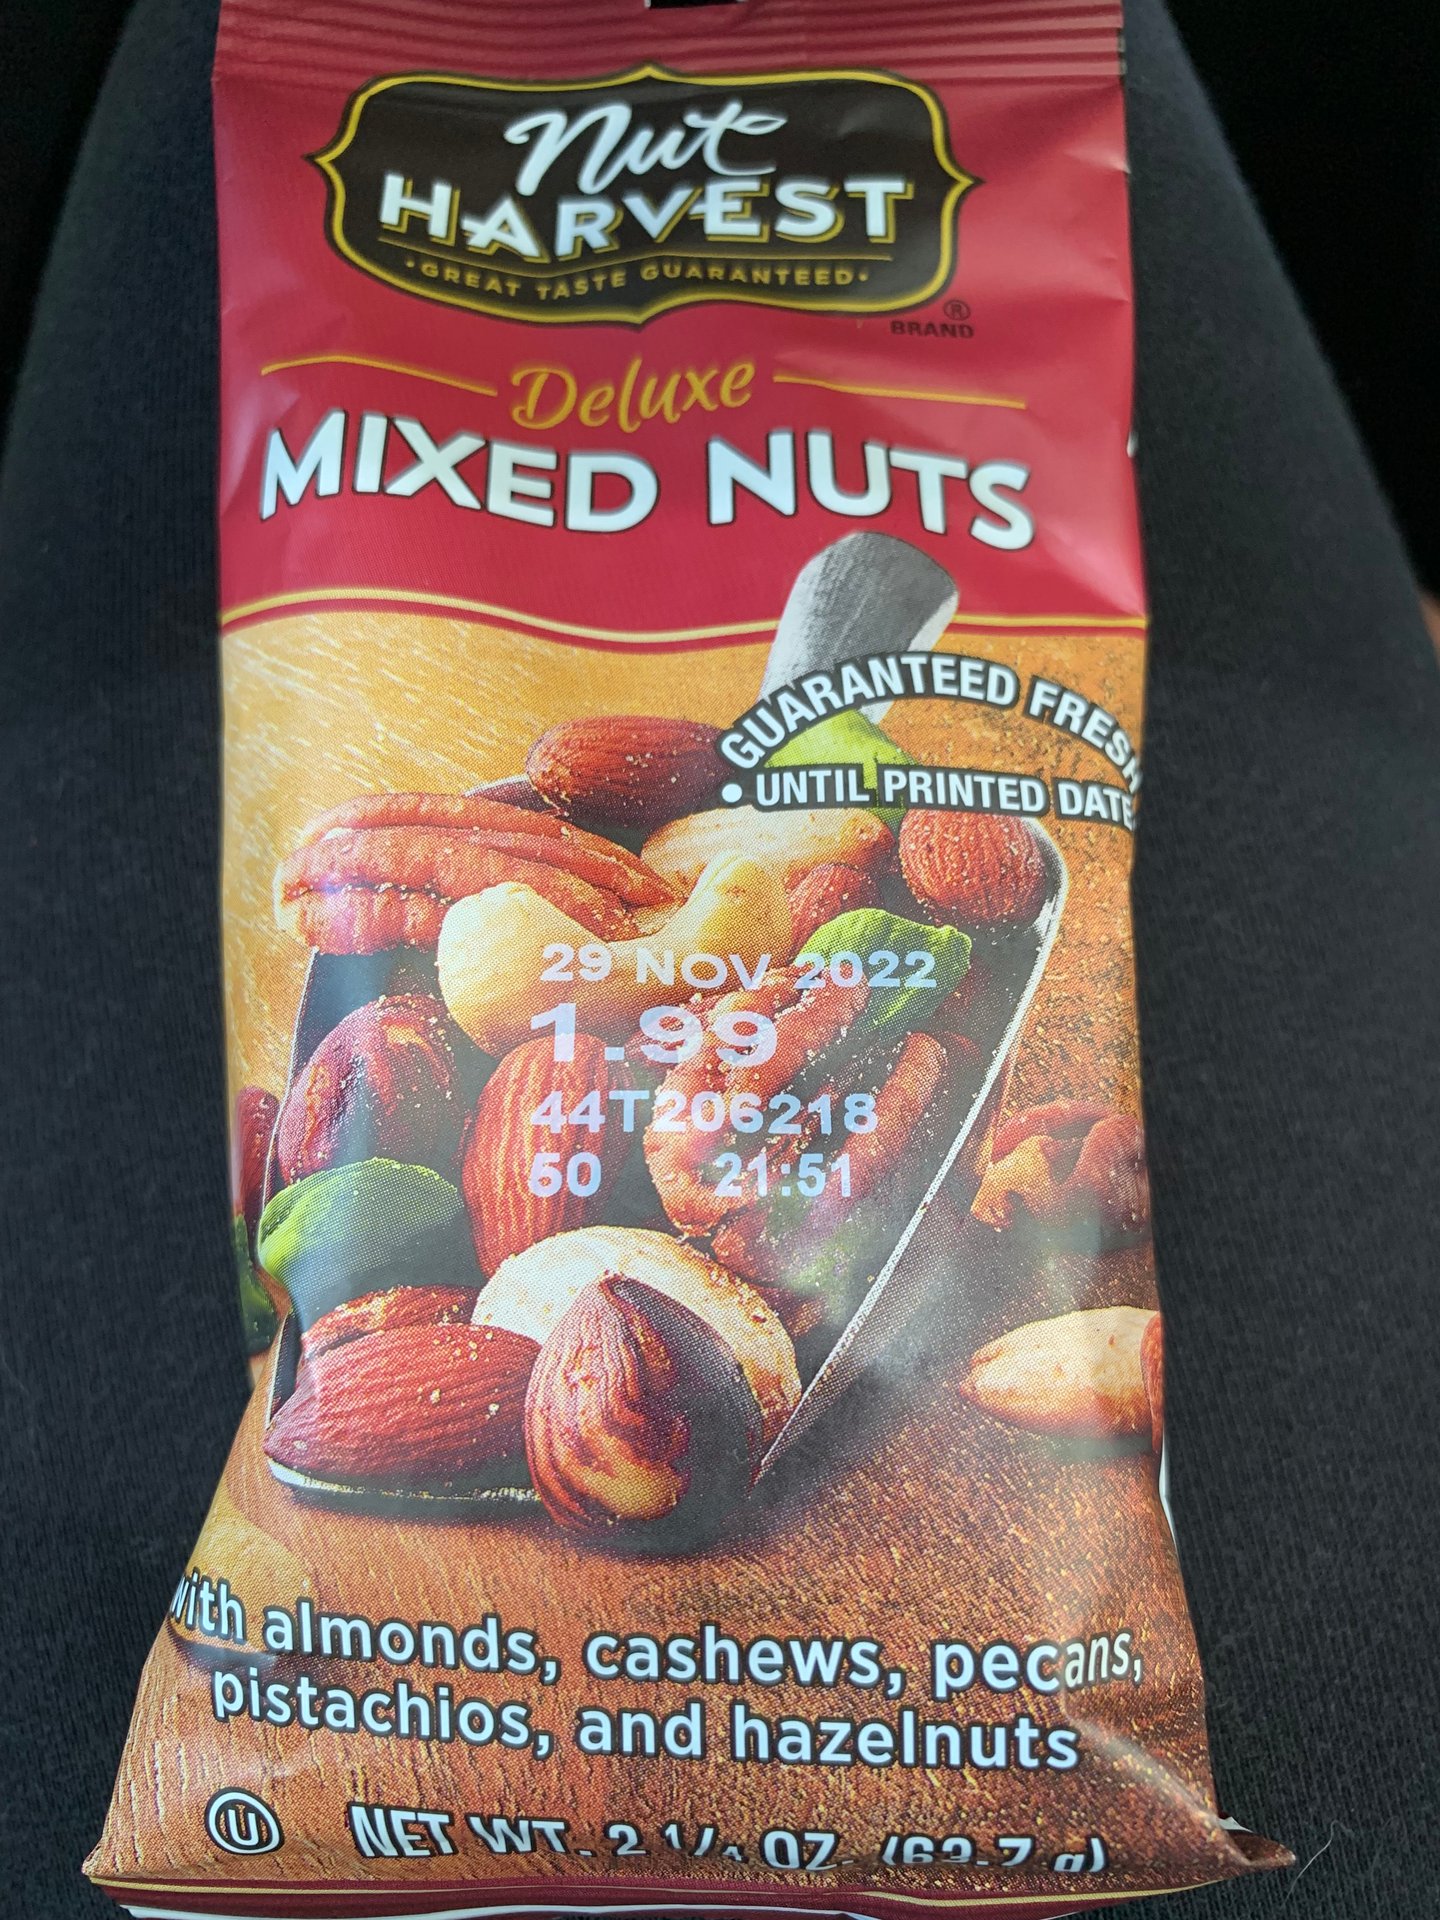 Nut
HARVEST
• GREAT TASTE GUARANTEED •
®
BRAND
Deluxe
MIXED NUTS
GUARANTEED FRESH
• UNTIL PRINTED DATE
29 NOV 2022
1.99
44T206218
50 21:51
with almonds, cashews, pecans,
pistachios, and hazelnuts
U NET WT. 2 1/4 OZ. (63.7 g)